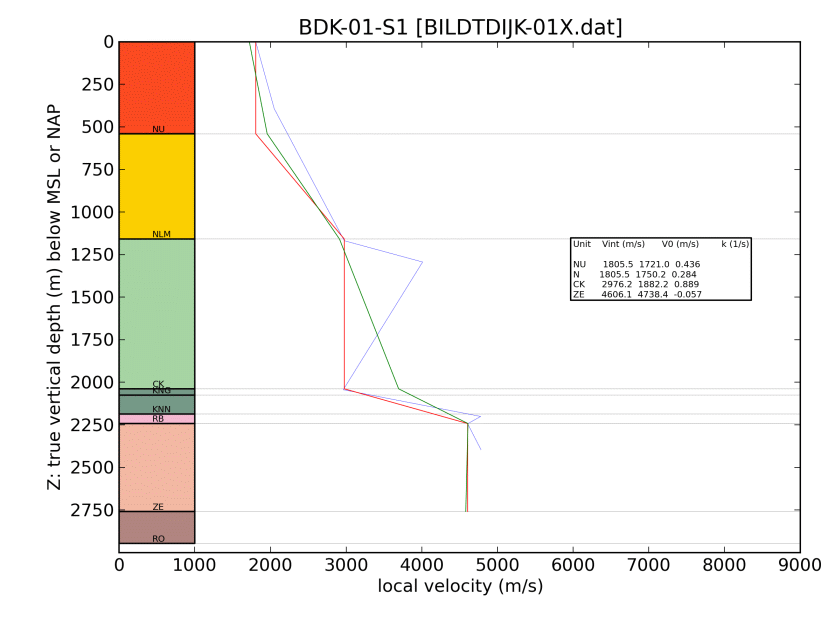 BDK-01-S1 [BILDTDIJK-01X.dat]
0
250
500
750
1000
1250
1500
1750
2000
2250
2500
2750
Z: true vertical depth (m) below MSL or NAP
NU
NLM
CK
KNG
KNN
RB
ZE
RO
Unit Vint (m/s) V0 (m/s) k (1/s)
NU 1805.5 1721.0 0.436
N 1805.5 1750.2 0.284
CK 2976.2 1882.2 0.889
ZE 4606.1 4738.4 -0.057
0 1000 2000 3000 4000 5000 6000 7000 8000 9000
local velocity (m/s)